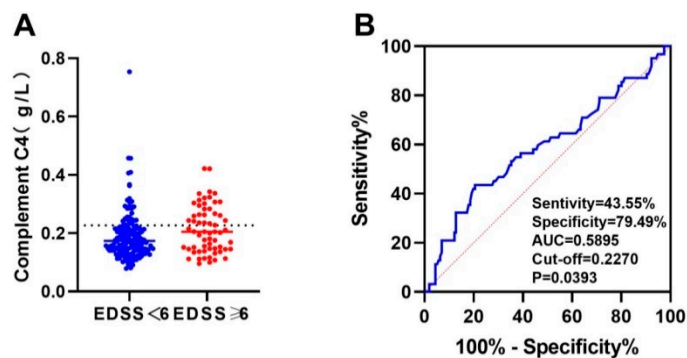 A
Complement C4( g/L)
0.8
0.6
0.4
0.2
0.0
EDSS<6 EDSS≥6
B
Sensitivity%
100
80
60
40
20
0
Sentivity=43.55%
Specificity=79.49%
AUC=0.5895
Cut-off=0.2270
P=0.0393
0 20 40 60 80 100
100% - Specificity%